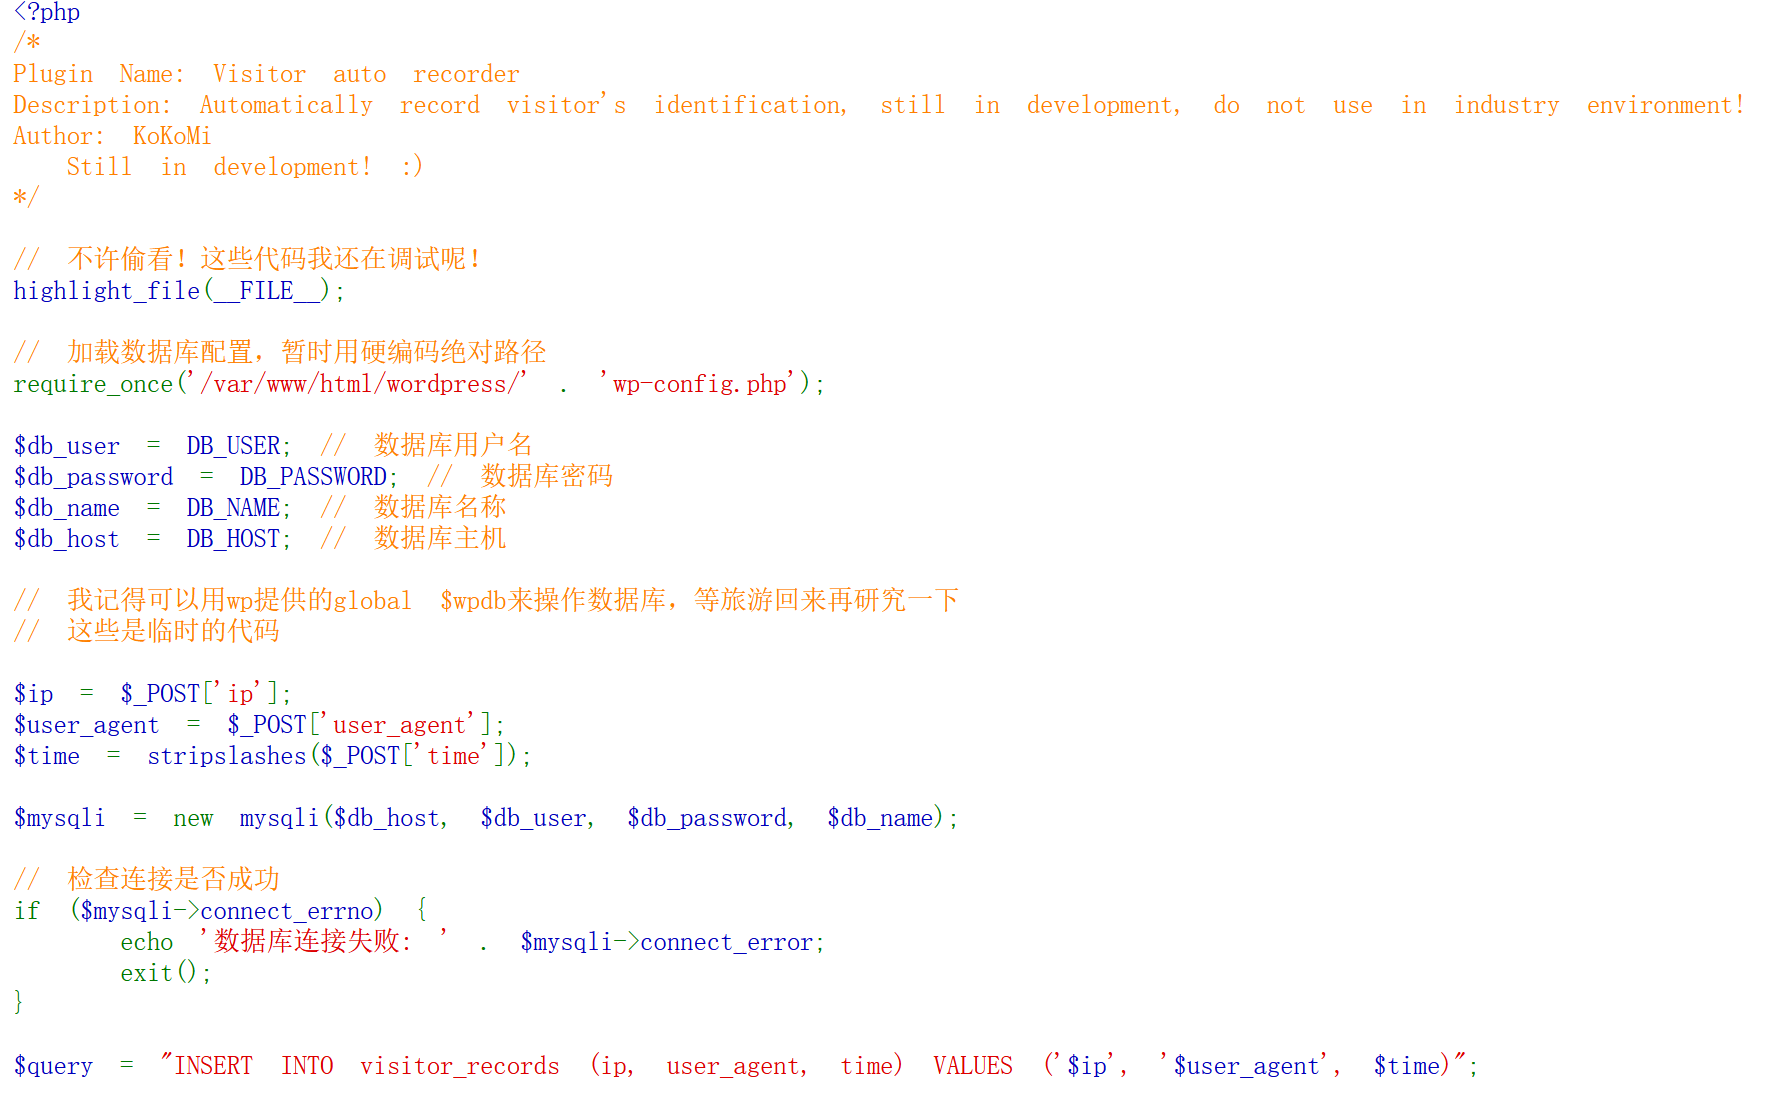 <?php
/*
Plugin Name: Visitor auto recorder
Description: Automatically record visitor's identification, still in development, do not use in industry environment!
Author: KoKoMi
    Still in development! :)
*/

// 不许偷看！这些代码我还在调试呢！
highlight_file(__FILE__);

// 加载数据库配置，暂时用硬编码绝对路径
require_once('/var/www/html/wordpress/' . 'wp-config.php');

$db_user = DB_USER; // 数据库用户名
$db_password = DB_PASSWORD; // 数据库密码
$db_name = DB_NAME; // 数据库名称
$db_host = DB_HOST; // 数据库主机

// 我记得可以用wp提供的global $wpdb来操作数据库，等旅游回来再研究一下
// 这些是临时的代码

$ip = $_POST['ip'];
$user_agent = $_POST['user_agent'];
$time = stripslashes($_POST['time']);

$mysqli = new mysqli($db_host, $db_user, $db_password, $db_name);

// 检查连接是否成功
if ($mysqli->connect_errno) {
        echo '数据库连接失败: ' . $mysqli->connect_error;
        exit();
}

$query = "INSERT INTO visitor_records (ip, user_agent, time) VALUES ('$ip', '$user_agent', $time)";